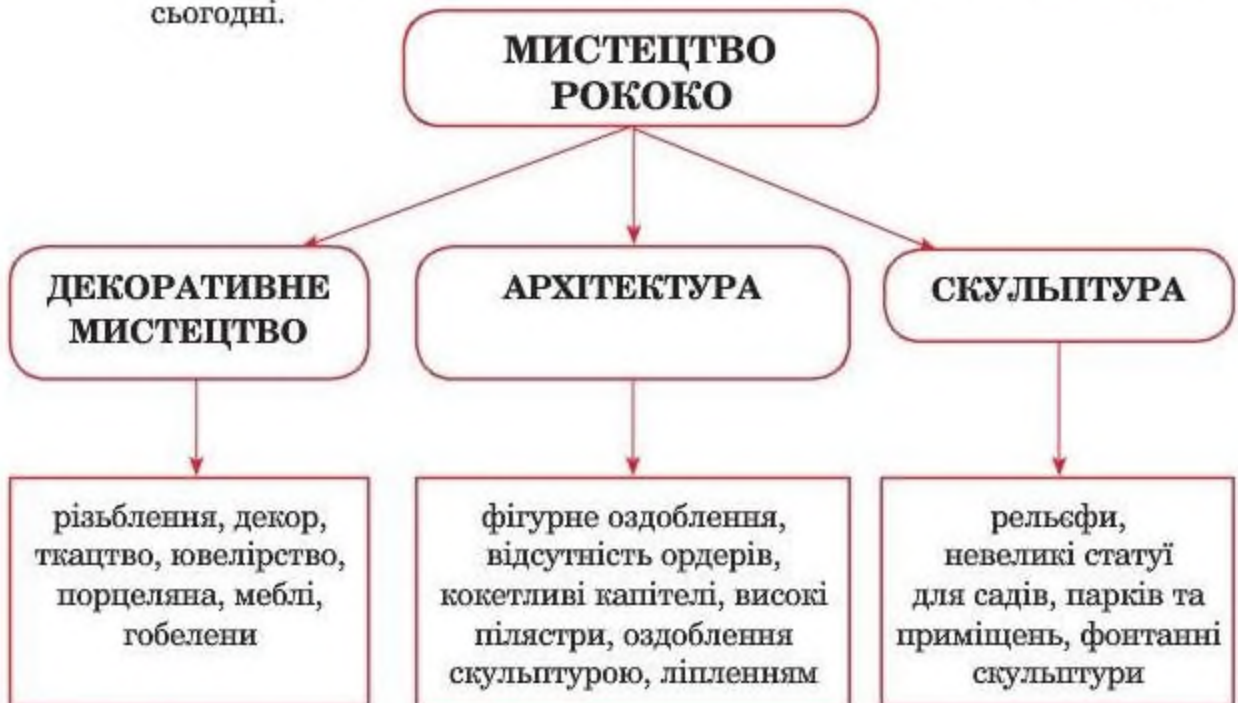 сьогодні.
МИСТЕЦТВО
РОКОКО
ДЕКОРАТИВНЕ
МИСТЕЦТВО
АРХІТЕКТУРА
СКУЛЬПТУРА
різьблення, декор,
ткацтво, ювелірство,
порцеляна, меблі,
гобелени
фігурне оздоблення,
відсутність ордерів,
кокетливі капітелі, високі
пілястри, оздоблення
скульптурою, ліпленням
рельєфи,
невеликі статуї
для садів, парків та
приміщень, фонтанні
скульптури